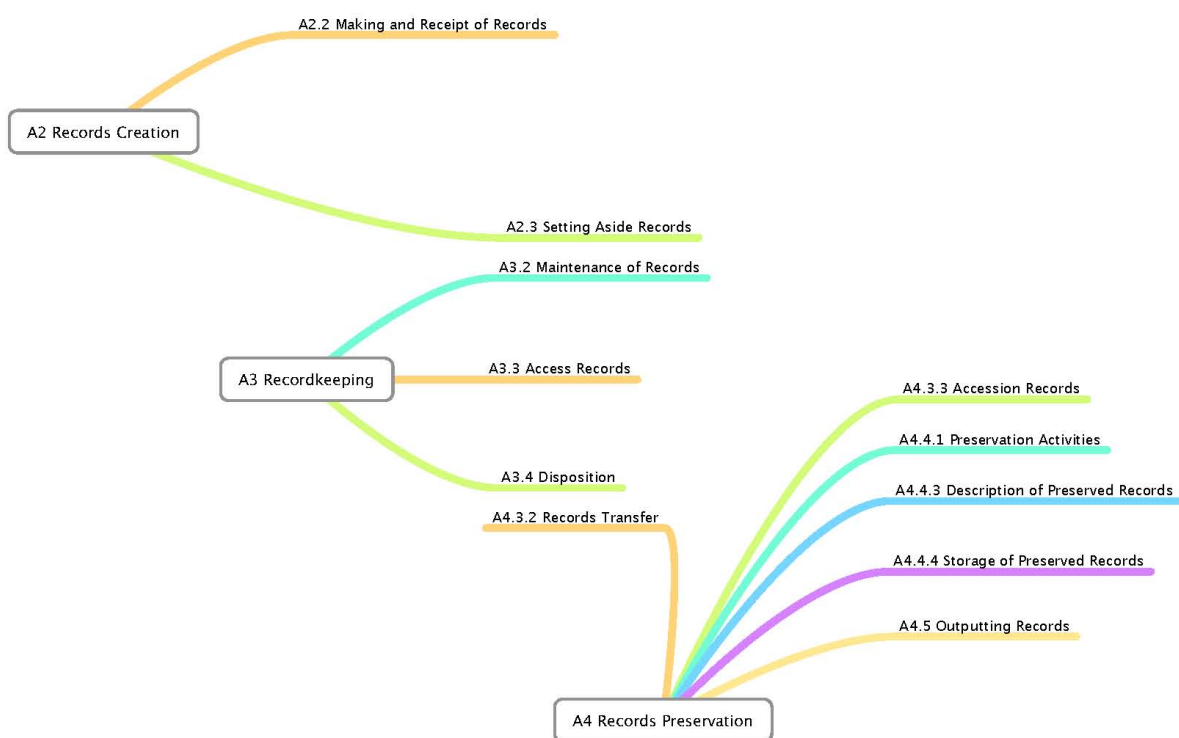 A2.2 Making and Receipt of Records
A2 Records Creation
A2.3 Setting Aside Records
A3.2 Maintenance of Records
A3 Recordkeeping
A3.3 Access Records
A3.4 Disposition
A4.3.2 Records Transfer
A4.3.3 Accession Records
A4.4.1 Preservation Activities
A4.4.3 Description of Preserved Records
A4.4.4 Storage of Preserved Records
A4.5 Outputting Records
A4 Records Preservation